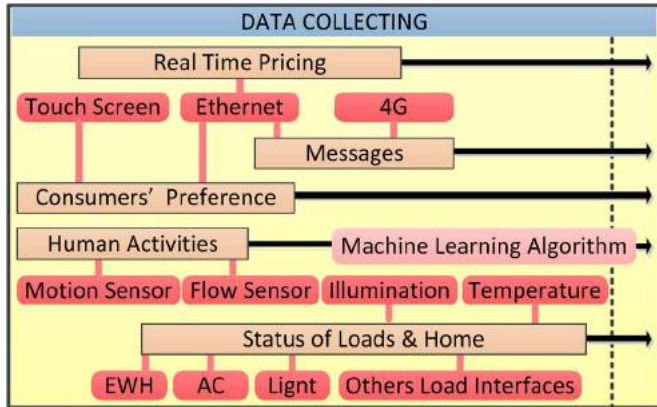 DATA COLLECTING
Real Time Pricing
Touch Screen Ethernet 4G
Messages
Consumers' Preference
Human Activities Machine Learning Algorithm
Motion Sensor Flow Sensor Illumination Temperature
Status of Loads & Home
EWH AC Lignt Others Load Interfaces